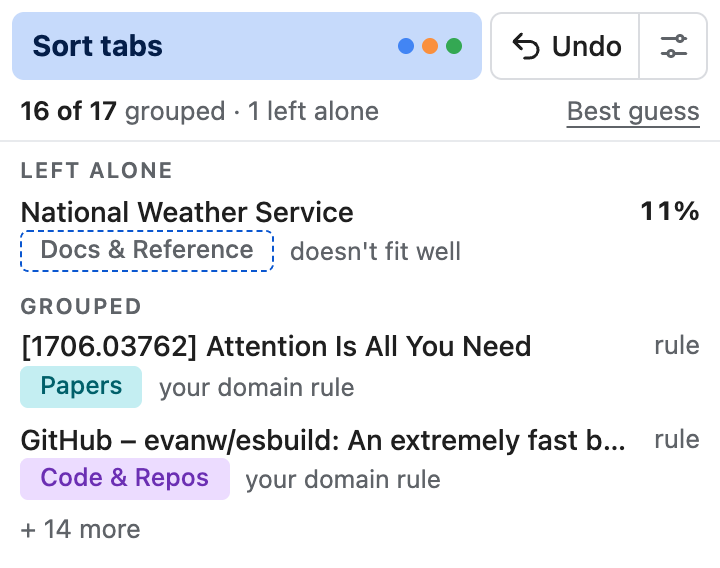 Sort tabs
Undo
16 of 17 grouped · 1 left alone
Best guess
LEFT ALONE
National Weather Service
11%
Docs & Reference
doesn't fit well
GROUPED
[1706.03762] Attention Is All You Need
rule
Papers
your domain rule
GitHub – evanw/esbuild: An extremely fast b...
rule
Code & Repos
your domain rule
+ 14 more